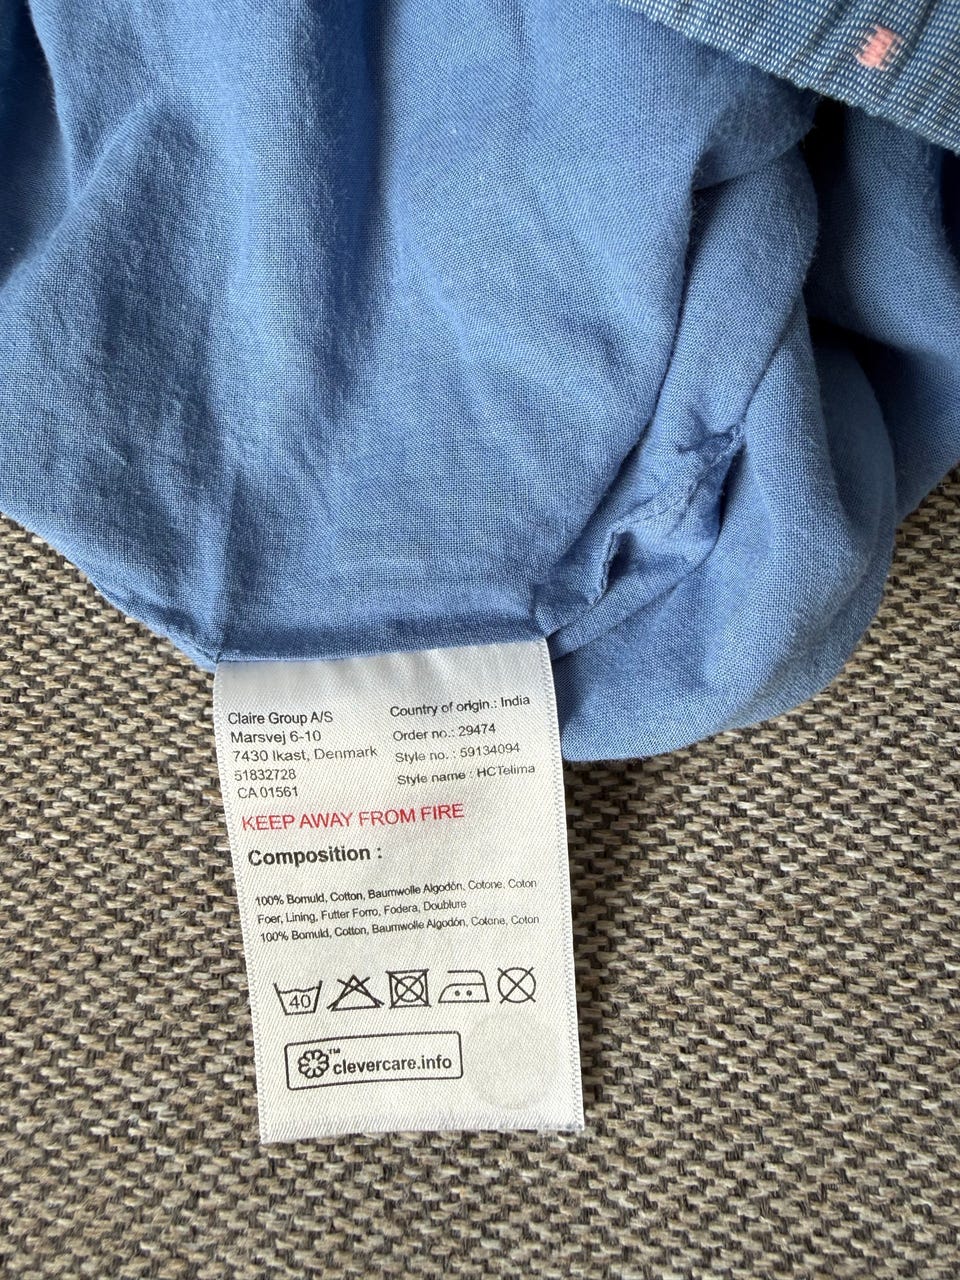 Claire Group A/S
Marsvej 6-10
7430 Ikast, Denmark
51832728
CA 01561
Country of origin.: India
Order no.: 29474
Style no.: 59134094
Style name : HCTelima
KEEP AWAY FROM FIRE
Composition :
100% Bomuld, Cotton, Baumwolle Algodón, Cotone, Coton
Foer, Lining, Futter Forro, Fodera, Doublure
100% Bomuld, Cotton, Baumwolle Algodón, Cotone, Coton
40
™ clevercare.info